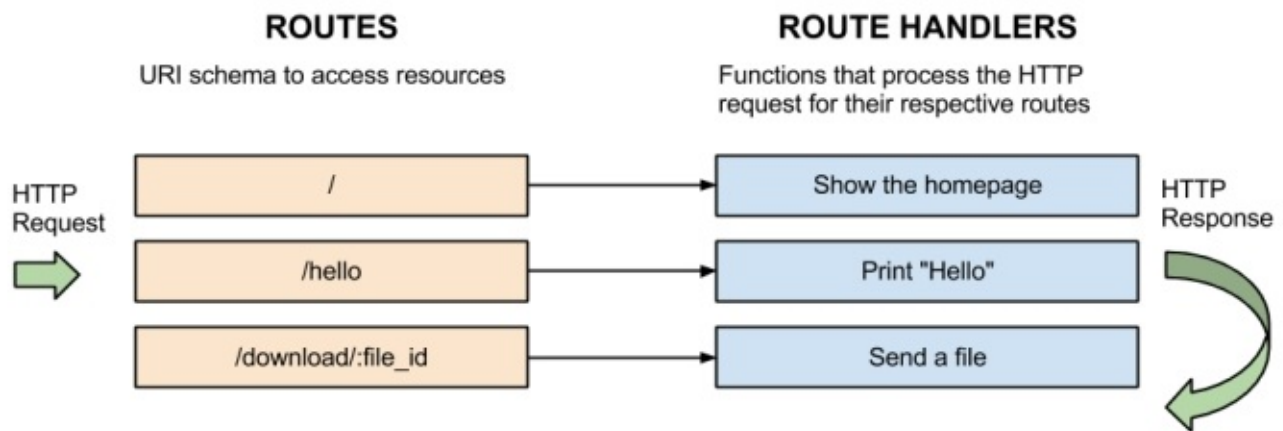 ROUTES
URI schema to access resources
ROUTE HANDLERS
Functions that process the HTTP
request for their respective routes
HTTP
Request
/
Show the homepage
/hello
Print "Hello"
/download/:file_id
Send a file
HTTP
Response